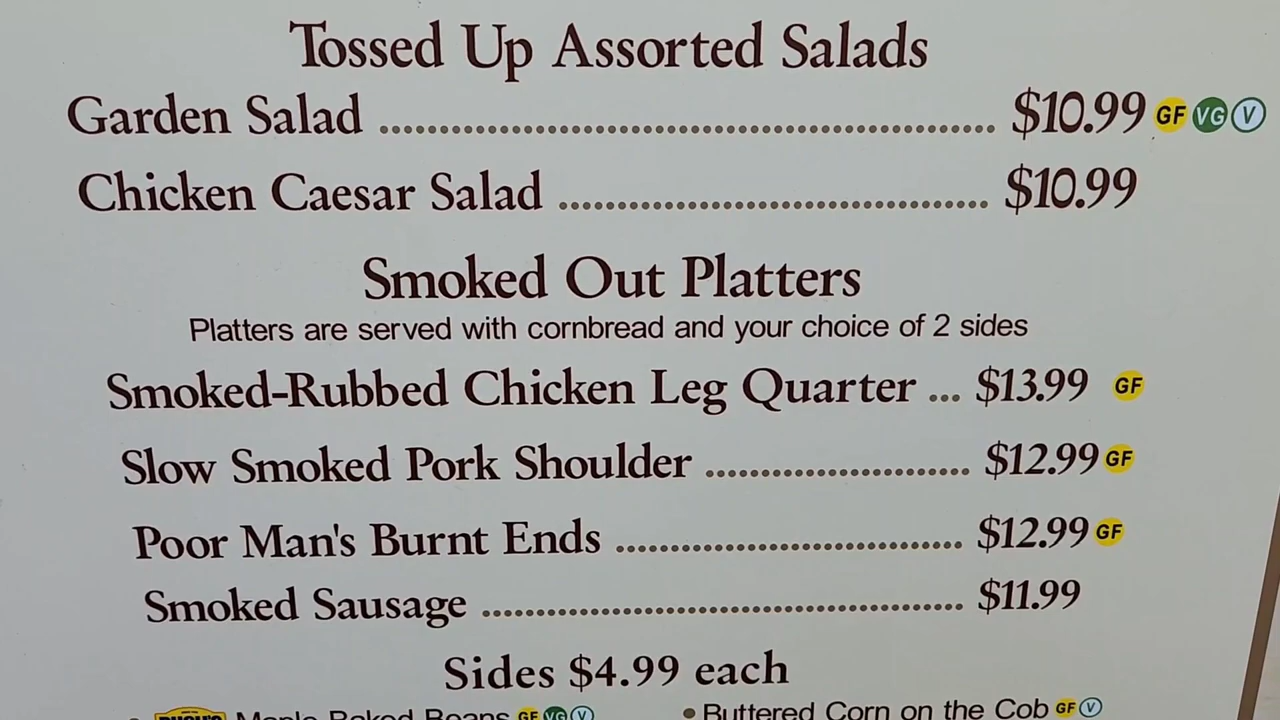 Tossed Up Assorted Salads
Garden Salad ........................................................ $10.99 GF VG V
Chicken Caesar Salad ....................................... $10.99
Smoked Out Platters
Platters are served with cornbread and your choice of 2 sides
Smoked-Rubbed Chicken Leg Quarter ... $13.99 GF
Slow Smoked Pork Shoulder ........................ $12.99 GF
Poor Man's Burnt Ends ................................ $12.99 GF
Smoked Sausage ............................................ $11.99
Sides $4.99 each
BUSH'S Maple Baked Beans GF VG V
• Buttered Corn on the Cob GF V